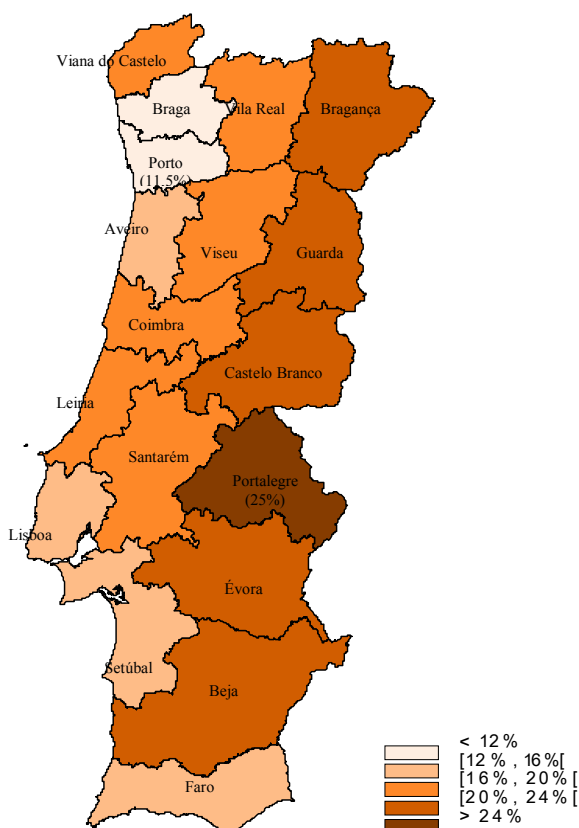 Viana do Castelo
Braga
Vila Real
Bragança
Porto
(11.5%)
Aveiro
Viseu
Guarda
Coimbra
Castelo Branco
Leiria
Santarém
Portalegre
(25%)
Lisboa
Évora
Setúbal
Beja
Faro
< 12%
[12%, 16%[
[16%, 20%[
[20%, 24%[
> 24%